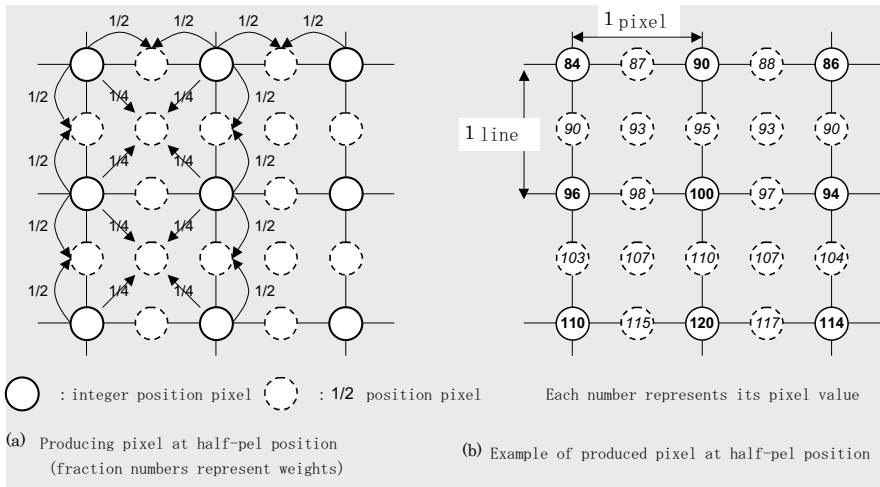 1/2 1/2 1/2 1/2
1/2 1/4 1/4 1/2
1/2 1/4 1/4 1/2
1/2 1/4 1/4 1/2
1/2 1/4 1/4 1/2
1 pixel
84 87 90 88 86
90 93 95 93 90
1 line
96 98 100 97 94
103 107 110 107 104
110 115 120 117 114
: integer position pixel : 1/2 position pixel
Each number represents its pixel value
(a) Producing pixel at half-pel position
(fraction numbers represent weights)
(b) Example of produced pixel at half-pel position